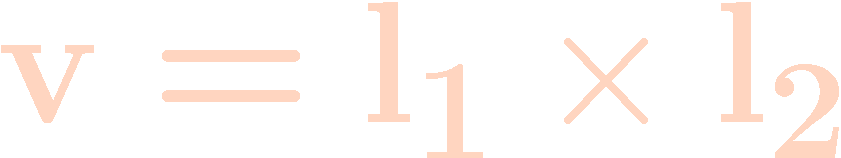 v = l₁ × l₂